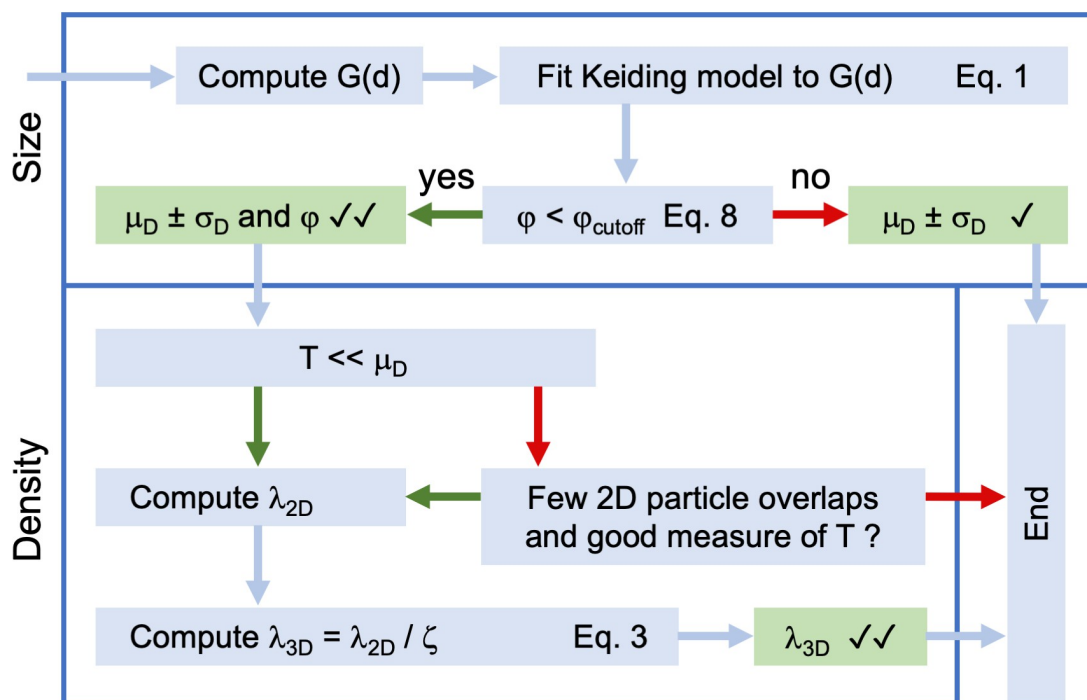 Size
Compute G(d)
Fit Keiding model to G(d) Eq. 1
yes
no
μD ± σD and φ ✓✓
φ < φcutoff Eq. 8
μD ± σD ✓
Density
T << μD
Compute λ2D
Few 2D particle overlaps
and good measure of T ?
End
Compute λ3D = λ2D / ζ Eq. 3
λ3D ✓✓